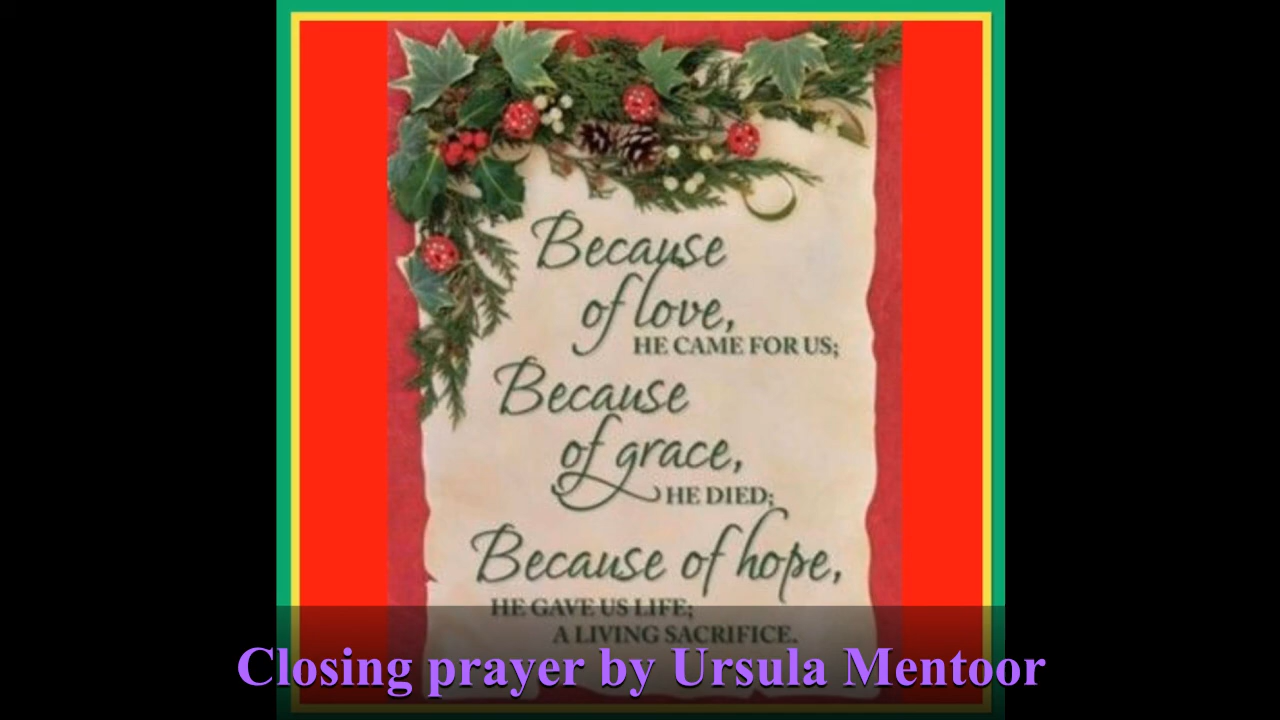 Because
of love,
HE CAME FOR US;
Because
of grace,
HE DIED;
Because of hope,
HE GAVE US LIFE;
A LIVING SACRIFICE.
Closing prayer by Ursula Mentoor